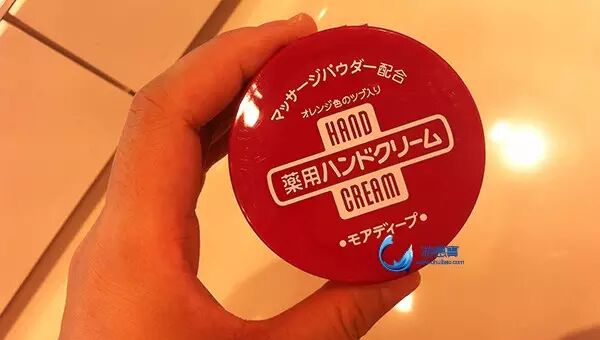 マッサージパウダー配合
オレンジ色のツブ入り
HAND
薬用ハンドクリーム
CREAM
•モアディープ•